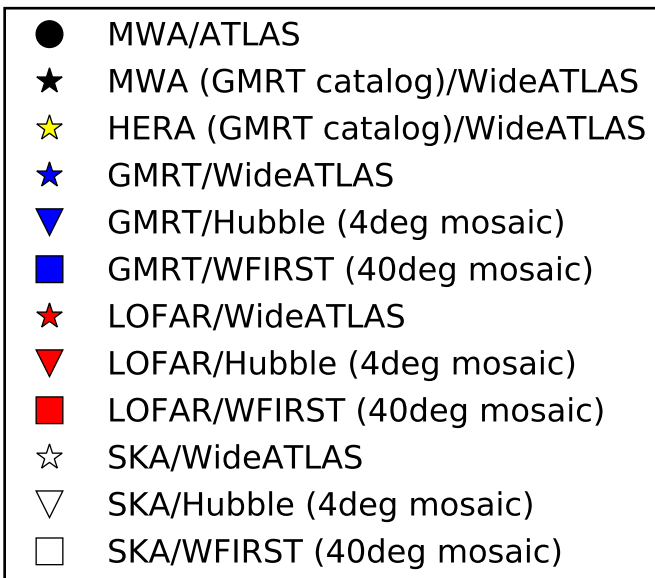 MWA/ATLAS
MWA (GMRT catalog)/WideATLAS
HERA (GMRT catalog)/WideATLAS
GMRT/WideATLAS
GMRT/Hubble (4deg mosaic)
GMRT/WFIRST (40deg mosaic)
LOFAR/WideATLAS
LOFAR/Hubble (4deg mosaic)
LOFAR/WFIRST (40deg mosaic)
SKA/WideATLAS
SKA/Hubble (4deg mosaic)
SKA/WFIRST (40deg mosaic)